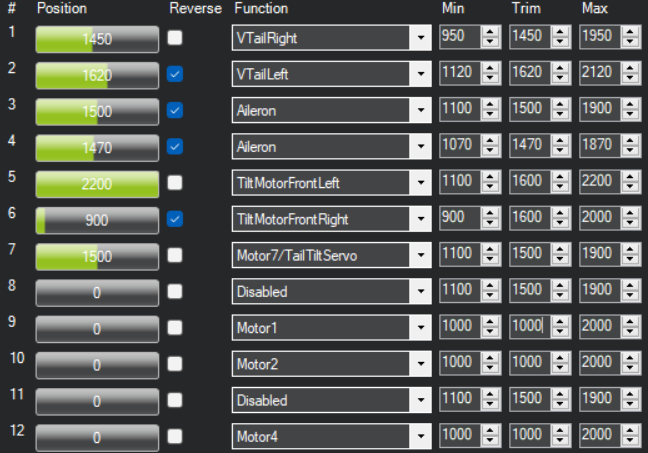 # Position Reverse Function Min Trim Max
1 1450 VTailRight 950 1450 1950
2 1620 VTailLeft 1120 1620 2120
3 1500 Aileron 1100 1500 1900
4 1470 Aileron 1070 1470 1870
5 2200 TiltMotorFrontLeft 1100 1600 2200
6 900 TiltMotorFrontRight 900 1600 2000
7 1500 Motor7/TailTiltServo 1100 1500 1900
8 0 Disabled 1100 1500 1900
9 0 Motor1 1000 1000 2000
10 0 Motor2 1000 1000 2000
11 0 Disabled 1100 1500 1900
12 0 Motor4 1000 1000 2000